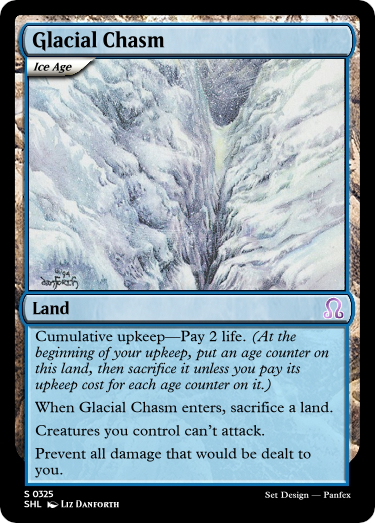 Glacial Chasm
Ice Age
94
DANFORTH
Land
Cumulative upkeep—Pay 2 life. (At the
beginning of your upkeep, put an age counter on
this land, then sacrifice it unless you pay its
upkeep cost for each age counter on it.)
When Glacial Chasm enters, sacrifice a land.
Creatures you control can't attack.
Prevent all damage that would be dealt to
you.
S 0325
SHL Liz Danforth
Set Design — Panfex